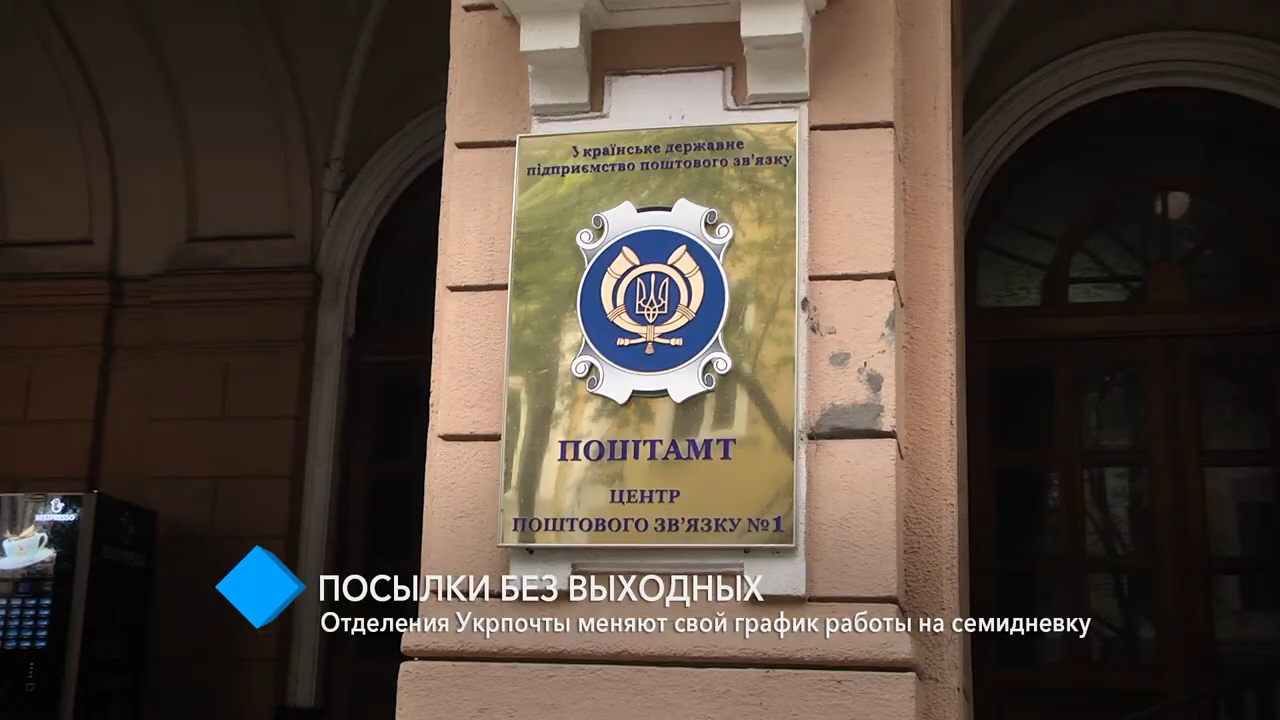 Українське державне
підприємство поштового зв'язку
ПОШТАМТ
ЦЕНТР
ПОШТОВОГО ЗВ'ЯЗКУ №1
BESTPRESSO
ПОСЫЛКИ БЕЗ ВЫХОДНЫХ
Отделения Укрпочты меняют свой график работы на семидневку